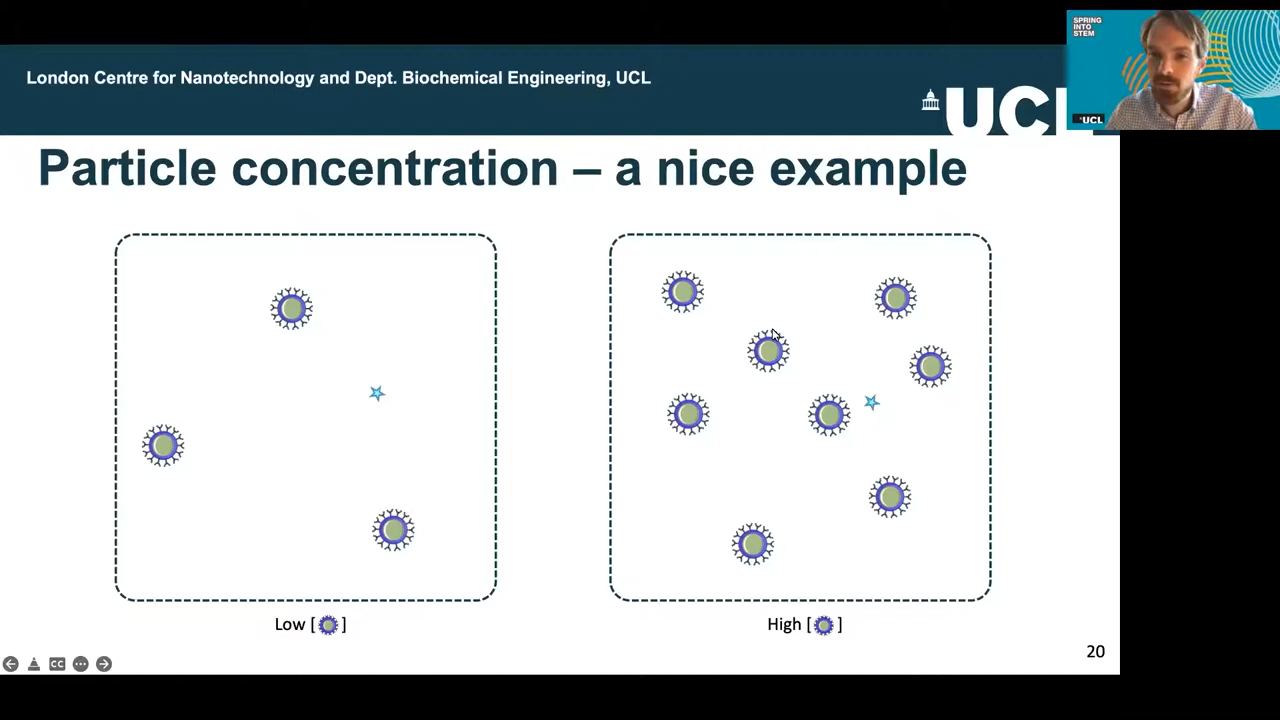 London Centre for Nanotechnology and Dept. Biochemical Engineering, UCL
UCL
SPRING
INTO
STEM
UCL
Particle concentration – a nice example
Low [ ]
High [ ]
20
CC